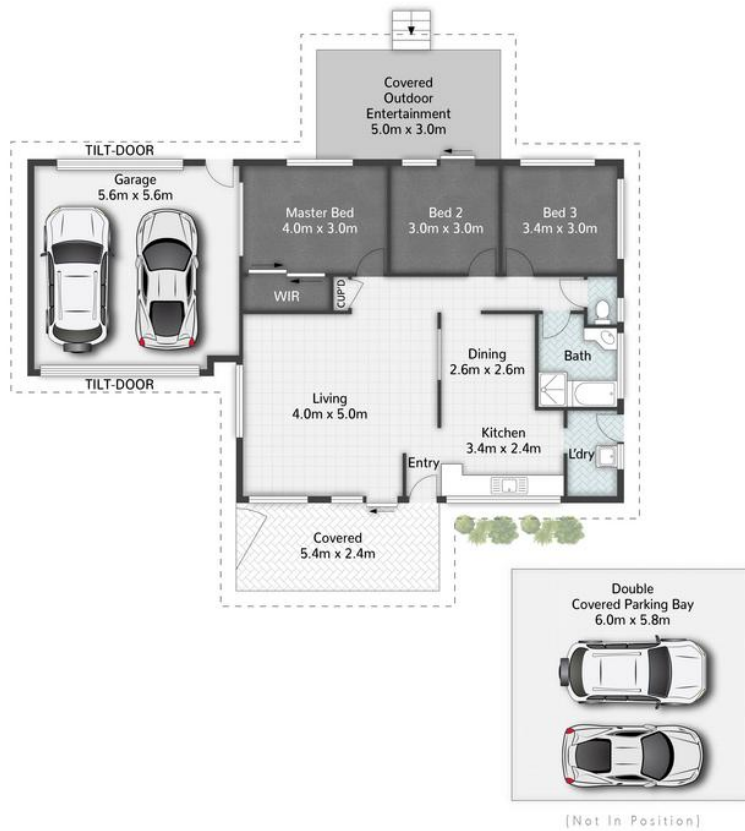 Covered
Outdoor
Entertainment
5.0m x 3.0m
TILT-DOOR
Garage
5.6m x 5.6m
Master Bed
4.0m x 3.0m
Bed 2
3.0m x 3.0m
Bed 3
3.4m x 3.0m
WIR
CUP'D
Dining
2.6m x 2.6m
Bath
TILT-DOOR
Living
4.0m x 5.0m
Kitchen
3.4m x 2.4m
L'dry
Entry
Covered
5.4m x 2.4m
Double
Covered Parking Bay
6.0m x 5.8m
[Not In Position]